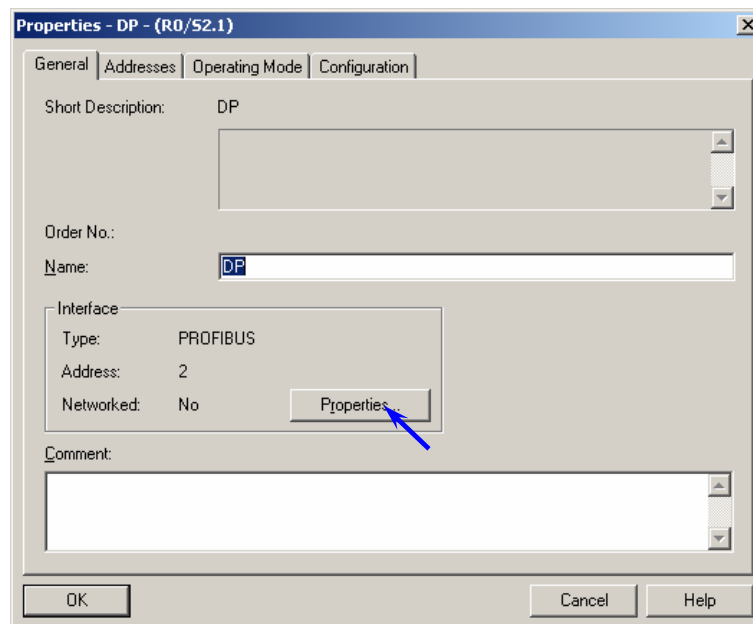 Properties - DP - (R0/S2.1)
General Addresses Operating Mode Configuration
Short Description: DP
Order No.:
Name: DP
Interface
Type: PROFIBUS
Address: 2
Networked: No Properties...
Comment:
OK Cancel Help